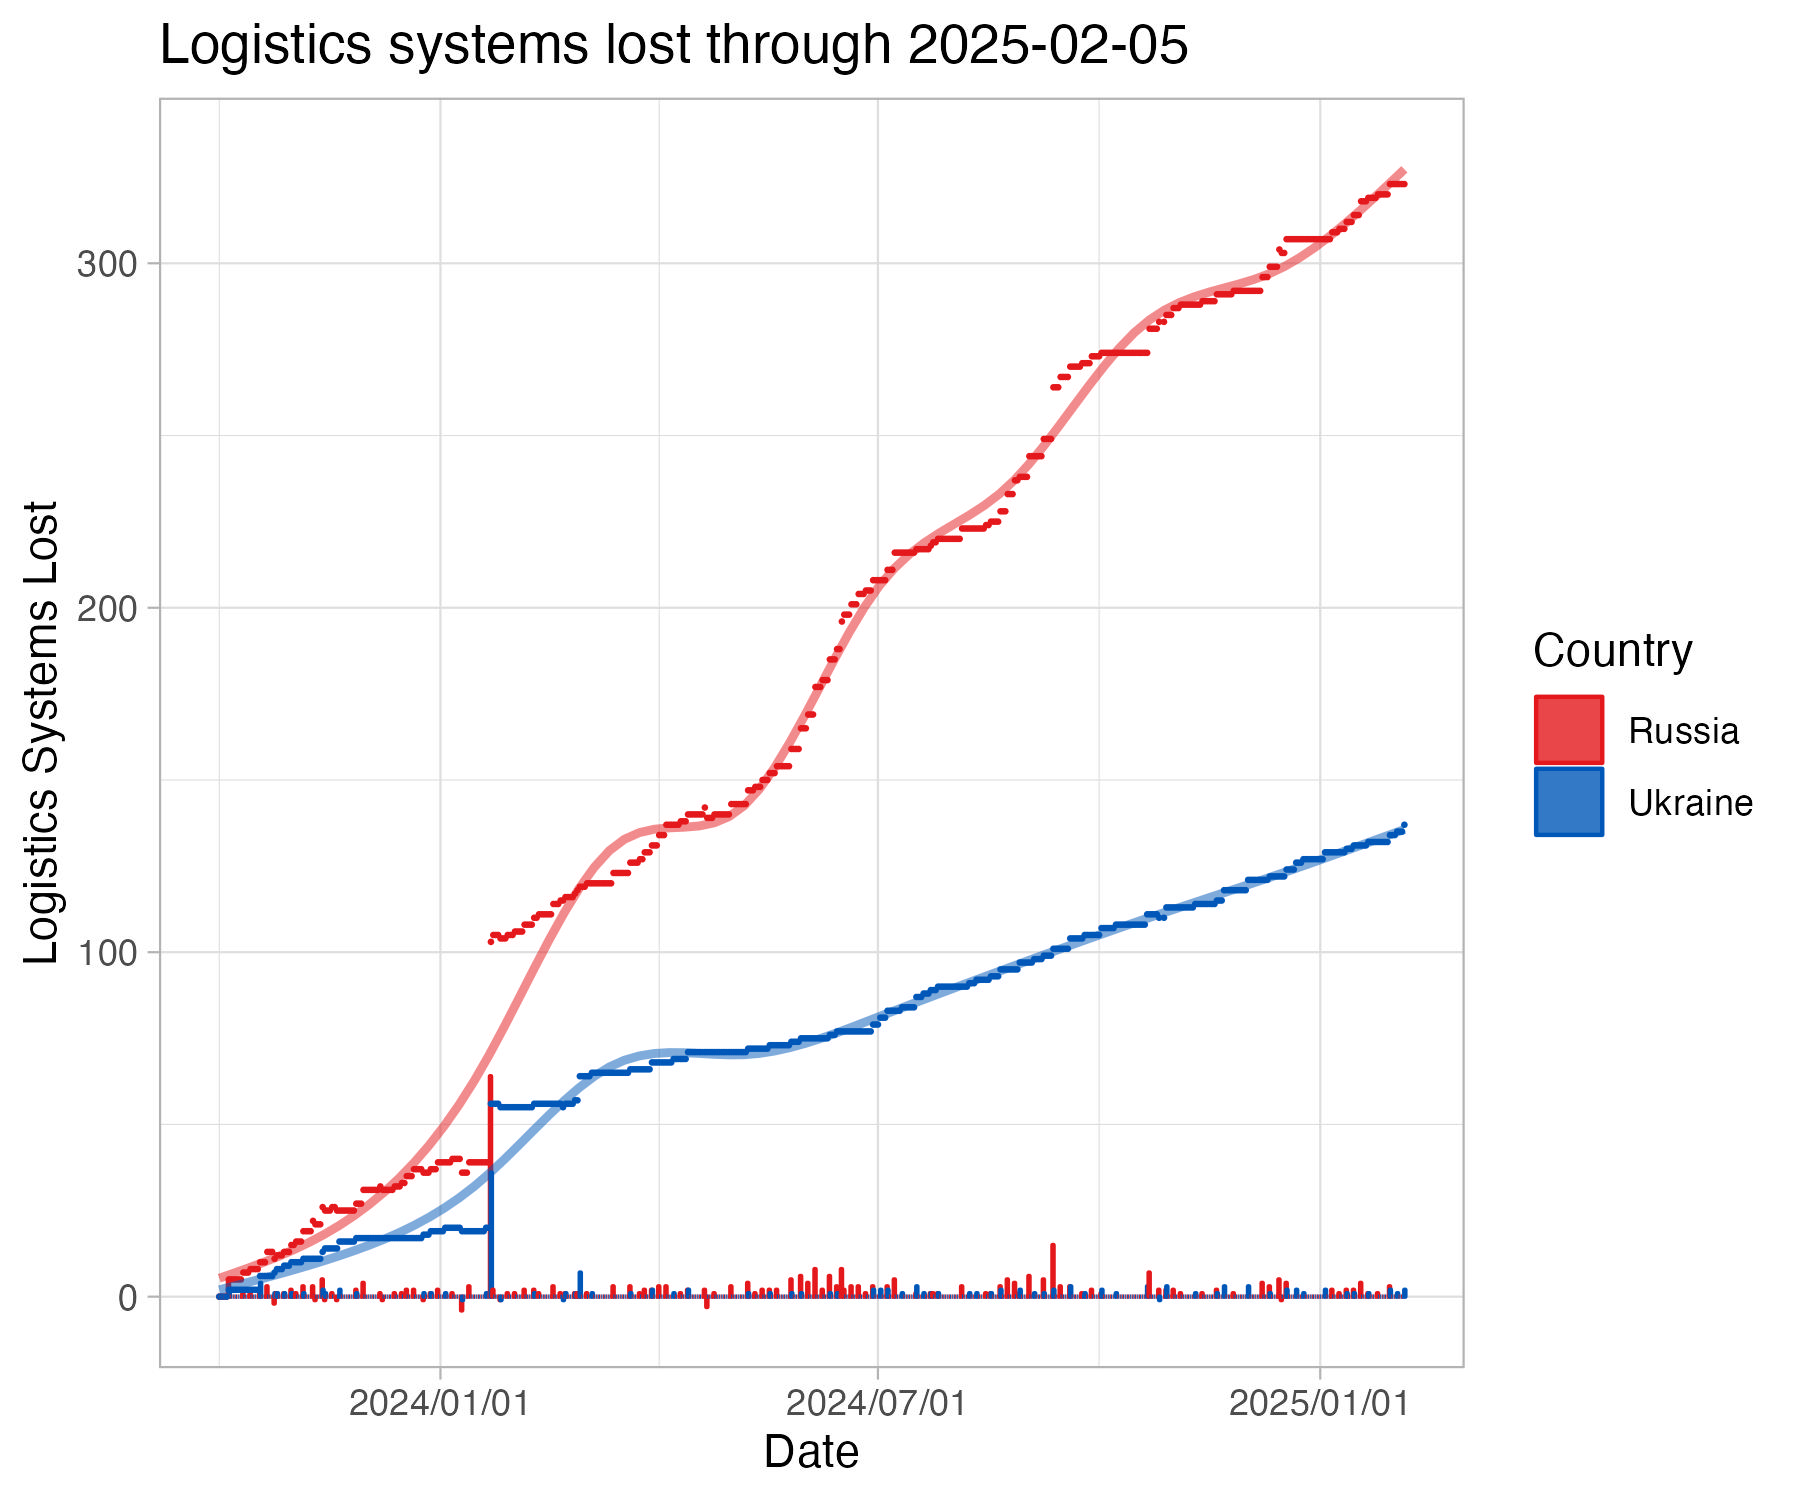 Logistics systems lost through 2025-02-05
Logistics Systems Lost
300
200
100
0
2024/01/01
2024/07/01
2025/01/01
Date
Country
Russia
Ukraine